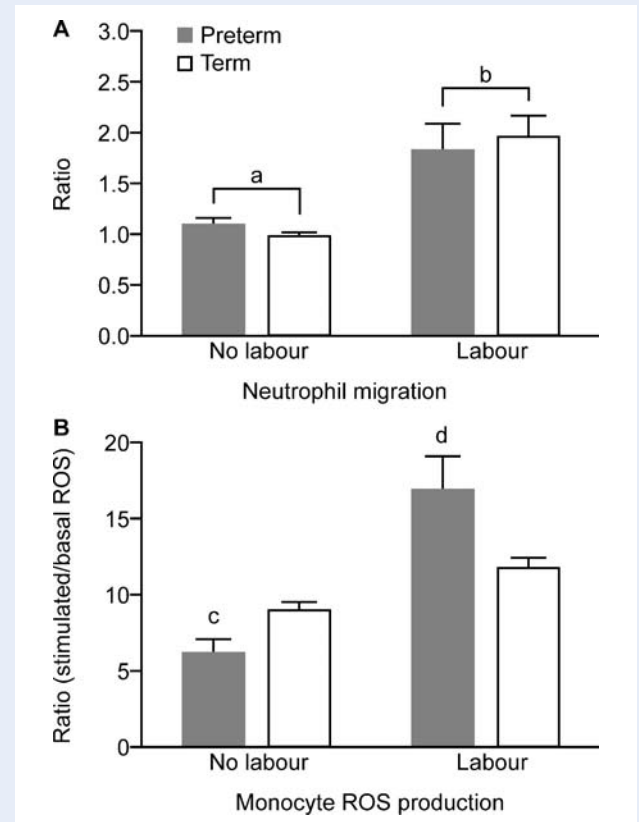 A
Ratio
3.0
2.5
2.0
1.5
1.0
0.5
0.0
Preterm
Term
a
b
No labour Labour
Neutrophil migration
B
Ratio (stimulated/basal ROS)
20
15
10
5
0
c
d
No labour Labour
Monocyte ROS production